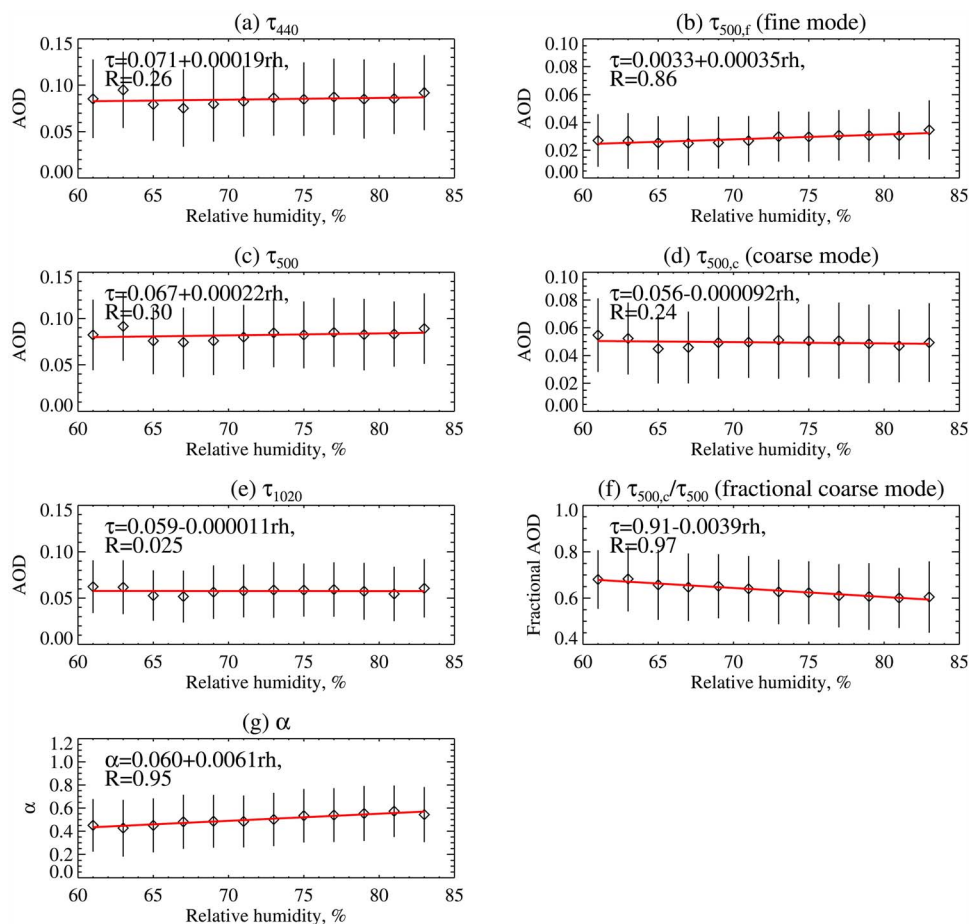 (a) τ440
τ=0.071+0.00019rh,
R=0.26
AOD
0.15
0.10
0.05
0.00
60 65 70 75 80 85
Relative humidity, %
(b) τ500,f (fine mode)
τ=0.0033+0.00035rh,
R=0.86
AOD
0.10
0.08
0.06
0.04
0.02
0.00
60 65 70 75 80 85
Relative humidity, %
(c) τ500
τ=0.067+0.00022rh,
R=0.30
AOD
0.15
0.10
0.05
0.00
60 65 70 75 80 85
Relative humidity, %
(d) τ500,c (coarse mode)
τ=0.056-0.000092rh,
R=0.24
AOD
0.10
0.08
0.06
0.04
0.02
0.00
60 65 70 75 80 85
Relative humidity, %
(e) τ1020
τ=0.059-0.000011rh,
R=0.025
AOD
0.15
0.10
0.05
0.00
60 65 70 75 80 85
Relative humidity, %
(f) τ500,c/τ500 (fractional coarse mode)
τ=0.91-0.0039rh,
R=0.97
Fractional AOD
1.0
0.8
0.6
0.4
60 65 70 75 80 85
Relative humidity, %
(g) α
α=0.060+0.0061rh,
R=0.95
α
1.2
1.0
0.8
0.6
0.4
0.2
0.0
60 65 70 75 80 85
Relative humidity, %